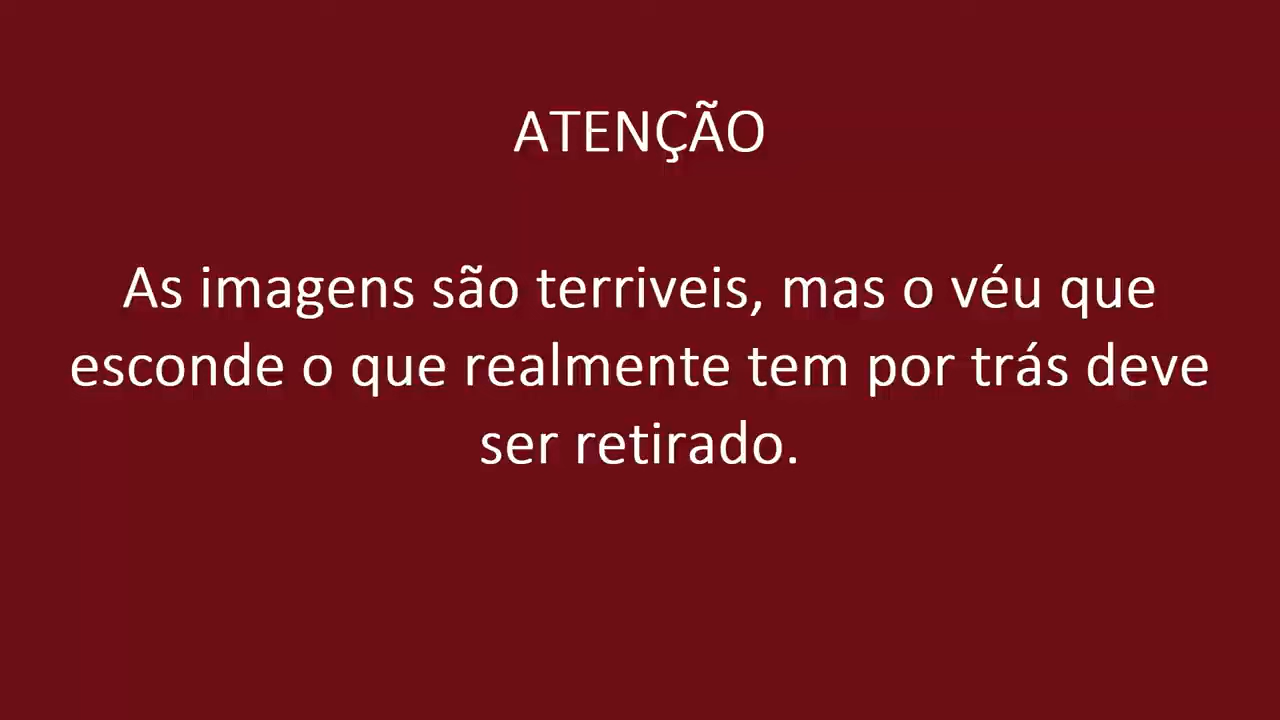 ATENÇÃO
As imagens são terriveis, mas o véu que
esconde o que realmente tem por trás deve
ser retirado.